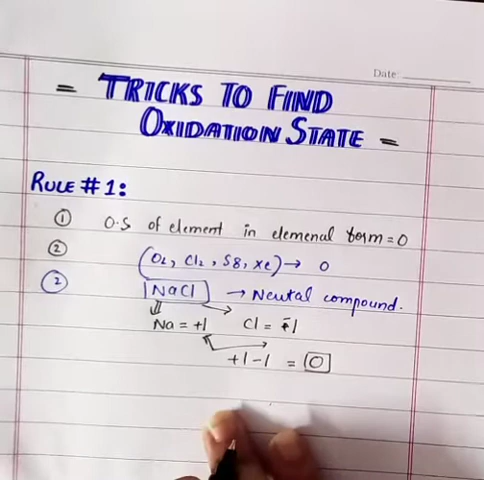 Date:
= TRICKS TO FIND
OXIDATION STATE =
RULE #1:
① O.S of element in elemenal form = 0
② (O2, Cl2, S8, Xe) → 0
② NaCl → Neutal compound.
Na = +1 Cl = -1
+1 -1 = 0